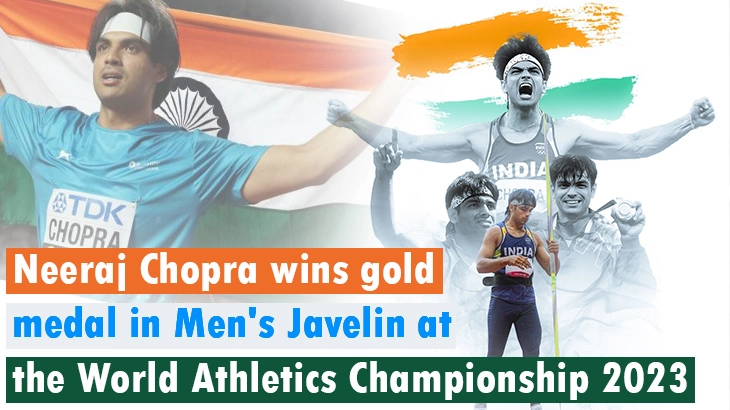 TDK
CHOPRA
INDIA
INDIA
Neeraj Chopra wins gold
medal in Men's Javelin at
the World Athletics Championship 2023